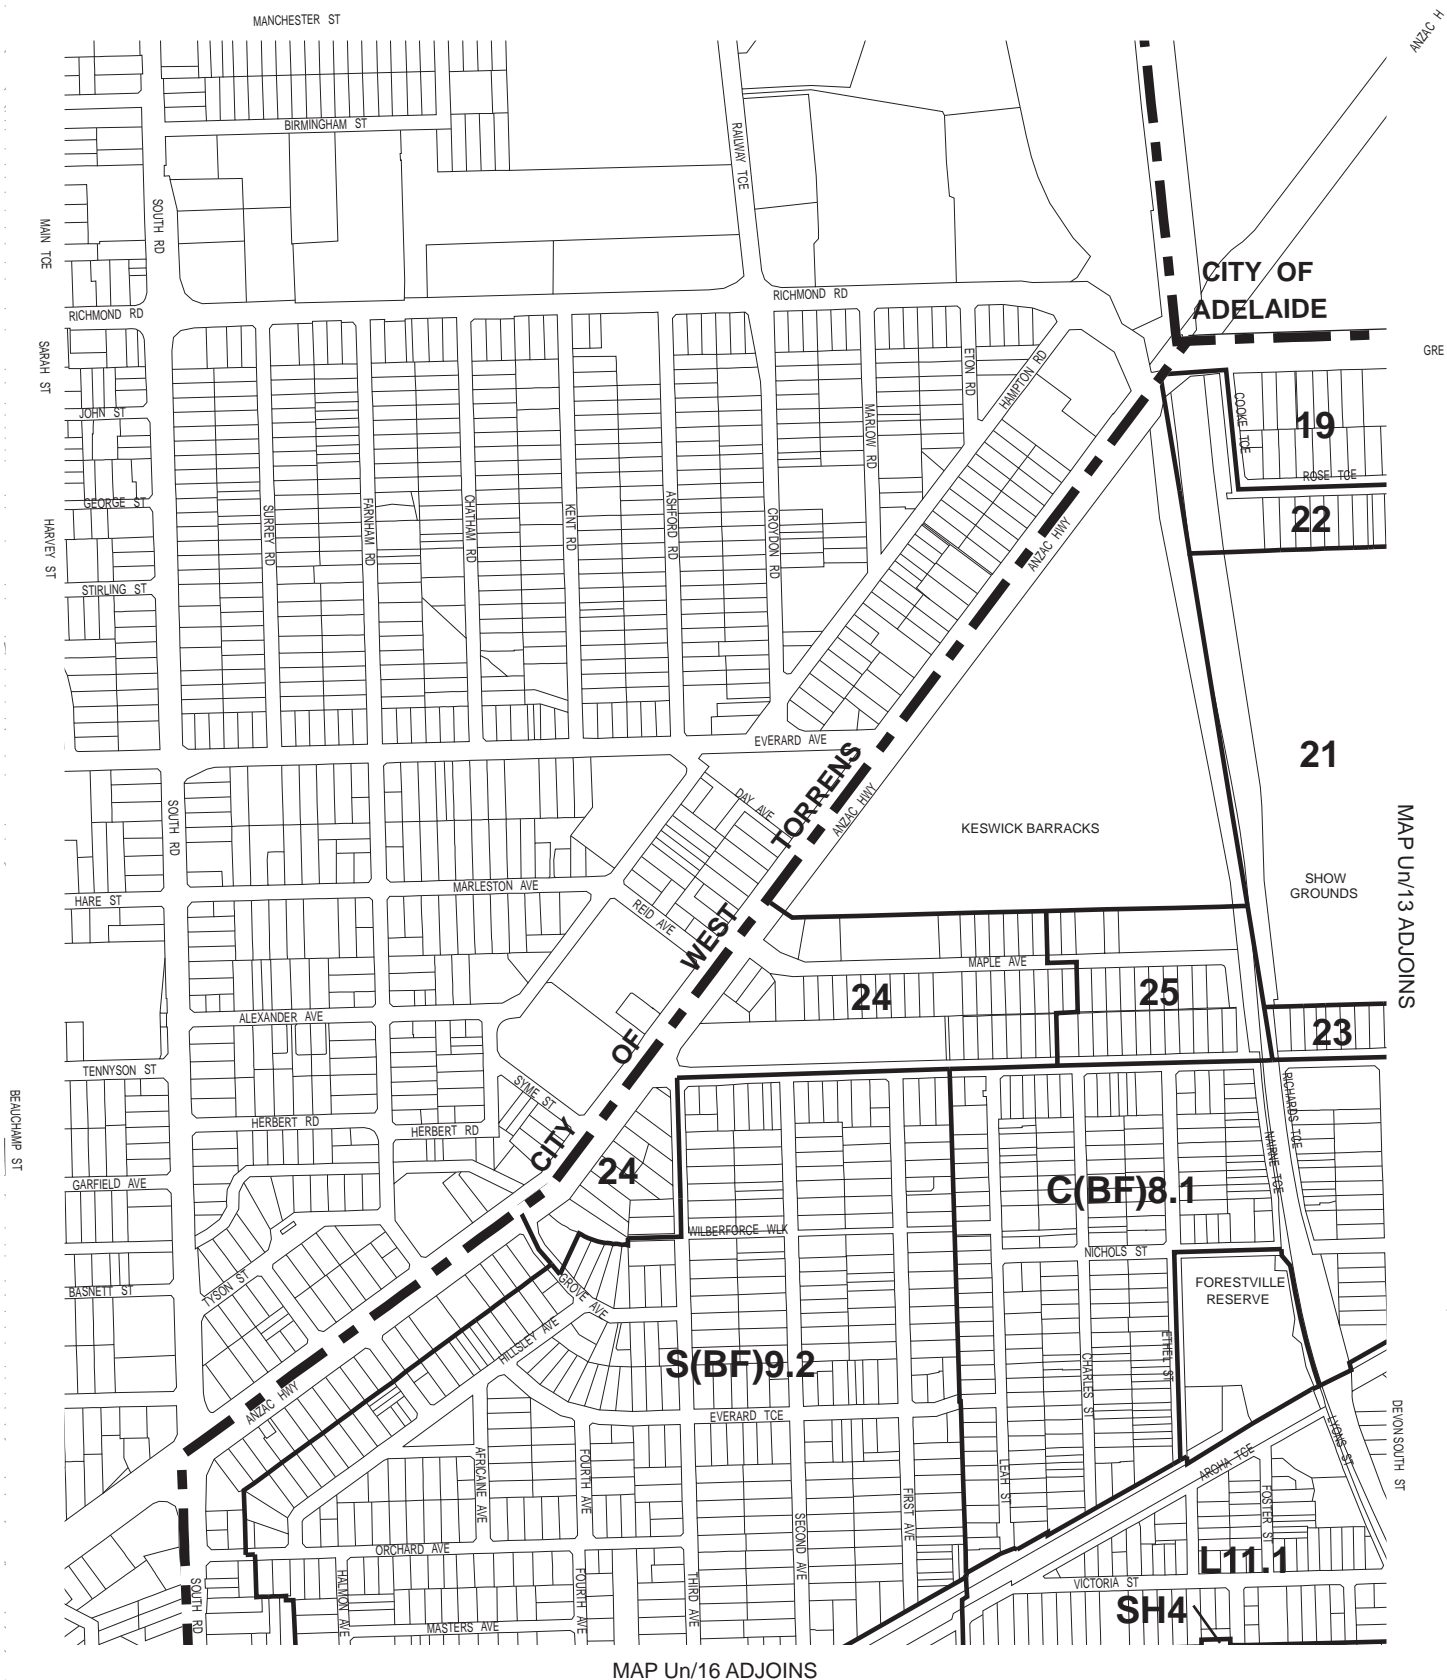 MANCHESTER ST
ANZAC H
BIRMINGHAM ST
RAILWAY TCE
SOUTH RD
MAIN TCE
CITY OF
ADELAIDE
RICHMOND RD
RICHMOND RD
SARAH ST
GRE
ETON RD
HAMPTON RD
COOKE TCE
JOHN ST
MARLOW RD
19
ROSE TCE
GEORGE ST
SURREY RD
FARNHAM RD
CHATHAM RD
KENT RD
ASHFORD RD
CROYDON RD
22
ANZAC HWY
HARVEY ST
STIRLING ST
EVERARD AVE
21
DAY AVE
ANZAC HWY
SOUTH RD
KESWICK BARRACKS
MAP Un/13 ADJOINS
SHOW
GROUNDS
MARLESTON AVE
HARE ST
REID AVE
CITY OF WEST TORRENS
MAPLE AVE
24
25
ALEXANDER AVE
23
TENNYSON ST
SYME ST
RICHARDS TCE
BEAUCHAMP ST
HERBERT RD
HERBERT RD
NAIRNE TCE
24
GARFIELD AVE
C(BF)8.1
WILBERFORCE WLK
NICHOLS ST
TYSON ST
BASNETT ST
GROVE AVE
FORESTVILLE
RESERVE
HILLSLEY AVE
S(BF)9.2
ETHEL ST
CHARLES ST
ANZAC HWY
EVERARD TCE
DEVON SOUTH ST
LYONS ST
AFRICAINE AVE
FOURTH AVE
LEAH ST
AROHA TCE
FIRST AVE
SECOND AVE
FOSTER ST
ORCHARD AVE
L11.1
SOUTH RD
HALMON AVE
FOURTH AVE
THIRD AVE
VICTORIA ST
SH4
MASTERS AVE
MAP Un/16 ADJOINS